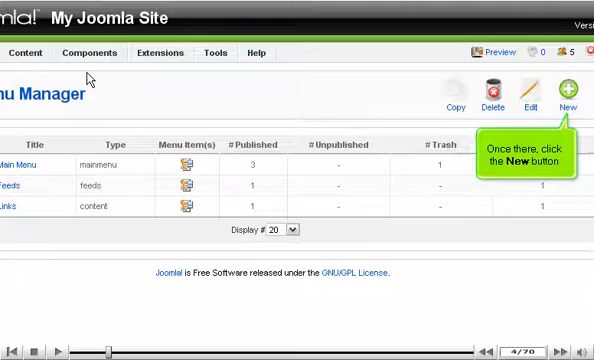 mla! My Joomla Site
Versi
Content Components Extensions Tools Help Preview 0 5
nu Manager
Copy Delete Edit New
Once there, click
the New button
Title Type Menu Item(s) # Published # Unpublished # Trash
Main Menu mainmenu 3 - 1
Feeds feeds 1 - - 1
Links content 1 - - 1
Display # 20
Joomla! is Free Software released under the GNU/GPL License.
4/70